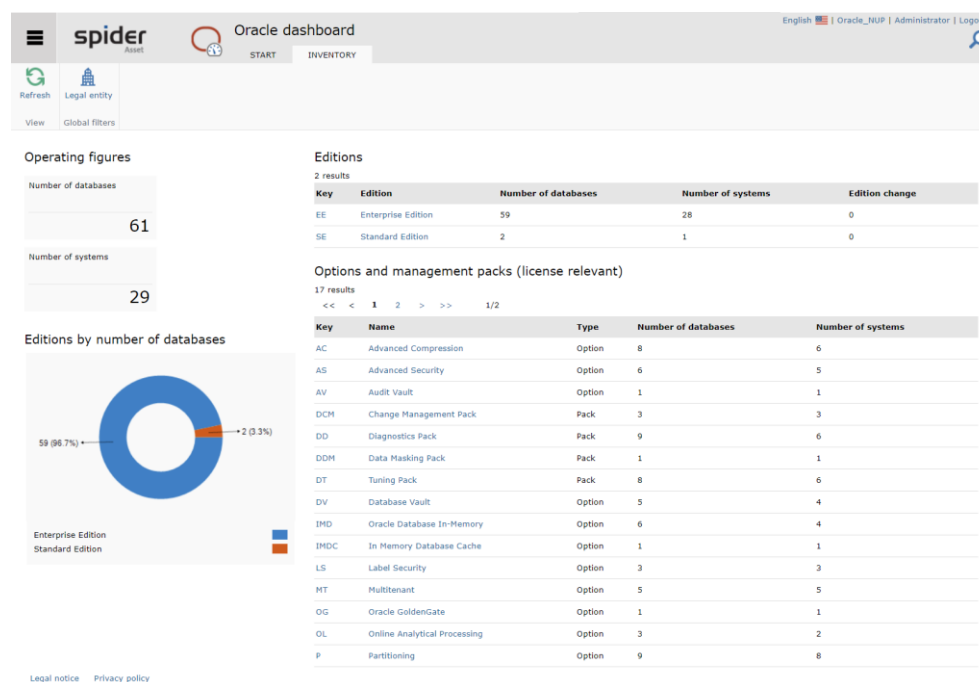 English | Oracle_NUP | Administrator |
spider
Asset
Oracle dashboard
START INVENTORY
Refresh Legal entity
View Global filters
Operating figures
Number of databases
61
Number of systems
29
Editions by number of databases
59 (96.7%)
2 (3.3%)
Enterprise Edition
Standard Edition
Editions
2 results
Key Edition Number of databases Number of systems Edition change
EE Enterprise Edition 59 28 0
SE Standard Edition 2 1 0
Options and management packs (license relevant)
17 results
<< < 1 2 > >> 1/2
Key Name Type Number of databases Number of systems
AC Advanced Compression Option 8 6
AS Advanced Security Option 6 5
AV Audit Vault Option 1 1
DCM Change Management Pack Pack 3 3
DD Diagnostics Pack Pack 9 6
DDM Data Masking Pack Pack 1 1
DT Tuning Pack Pack 8 6
DV Database Vault Option 5 4
IMD Oracle Database In-Memory Option 6 4
IMDC In Memory Database Cache Option 1 1
LS Label Security Option 3 3
MT Multitenant Option 5 5
OG Oracle GoldenGate Option 1 1
OL Online Analytical Processing Option 3 2
P Partitioning Option 9 8
Legal notice Privacy policy